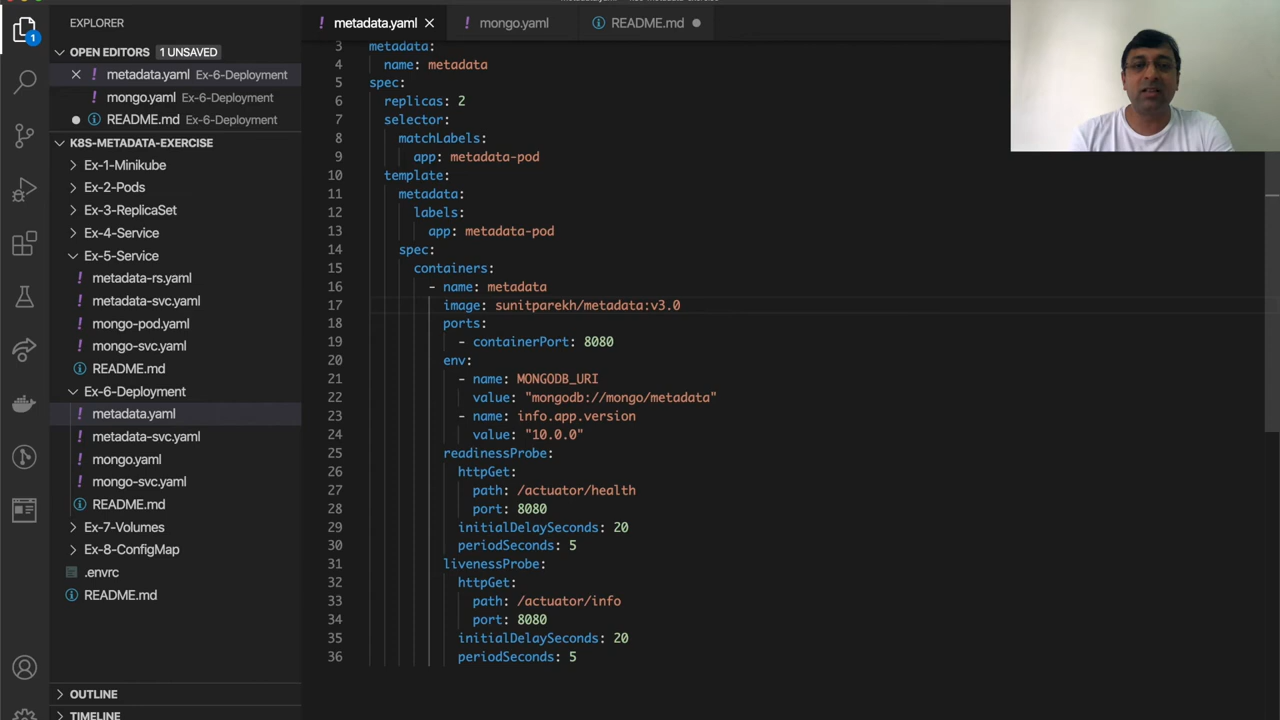 EXPLORER
metadata.yaml
mongo.yaml
README.md
OPEN EDITORS 1 UNSAVED
metadata.yaml Ex-6-Deployment
mongo.yaml Ex-6-Deployment
README.md Ex-6-Deployment
K8S-METADATA-EXERCISE
Ex-1-Minikube
Ex-2-Pods
Ex-3-ReplicaSet
Ex-4-Service
Ex-5-Service
metadata-rs.yaml
metadata-svc.yaml
mongo-pod.yaml
mongo-svc.yaml
README.md
Ex-6-Deployment
metadata.yaml
metadata-svc.yaml
mongo.yaml
mongo-svc.yaml
README.md
Ex-7-Volumes
Ex-8-ConfigMap
.envrc
README.md
OUTLINE
TIMELINE
1
3 metadata:
4 name: metadata
5 spec:
6 replicas: 2
7 selector:
8 matchLabels:
9 app: metadata-pod
10 template:
11 metadata:
12 labels:
13 app: metadata-pod
14 spec:
15 containers:
16 - name: metadata
17 image: sunitparekh/metadata:v3.0
18 ports:
19 - containerPort: 8080
20 env:
21 - name: MONGODB_URI
22 value: "mongodb://mongo/metadata"
23 - name: info.app.version
24 value: "10.0.0"
25 readinessProbe:
26 httpGet:
27 path: /actuator/health
28 port: 8080
29 initialDelaySeconds: 20
30 periodSeconds: 5
31 livenessProbe:
32 httpGet:
33 path: /actuator/info
34 port: 8080
35 initialDelaySeconds: 20
36 periodSeconds: 5